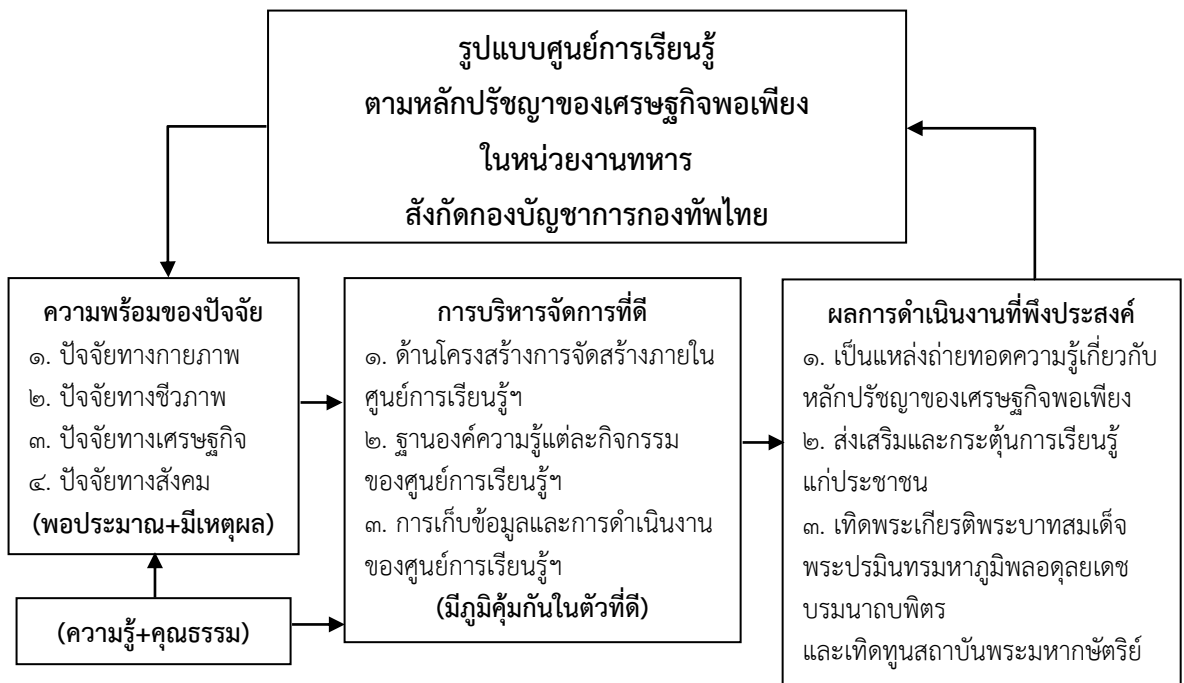 รูปแบบศูนย์การเรียนรู้
ตามหลักปรัชญาของเศรษฐกิจพอเพียง
ในหน่วยงานทหาร
สังกัดกองบัญชาการกองทัพไทย
ความพร้อมของปัจจัย
๑. ปัจจัยทางกายภาพ
๒. ปัจจัยทางชีวภาพ
๓. ปัจจัยทางเศรษฐกิจ
๔. ปัจจัยทางสังคม
(พอประมาณ+มีเหตุผล)
(ความรู้+คุณธรรม)
การบริหารจัดการที่ดี
๑. ด้านโครงสร้างการจัดสร้างภายใน
ศูนย์การเรียนรู้ฯ
๒. ฐานองค์ความรู้แต่ละกิจกรรม
ของศูนย์การเรียนรู้ฯ
๓. การเก็บข้อมูลและการดำเนินงาน
ของศูนย์การเรียนรู้ฯ
(มีภูมิคุ้มกันในตัวที่ดี)
ผลการดำเนินงานที่พึงประสงค์
๑. เป็นแหล่งถ่ายทอดความรู้เกี่ยวกับ
หลักปรัชญาของเศรษฐกิจพอเพียง
๒. ส่งเสริมและกระตุ้นการเรียนรู้
แก่ประชาชน
๓. เทิดพระเกียรติพระบาทสมเด็จ
พระปรมินทรมหาภูมิพลอดุลยเดช
บรมนาถบพิตร
และเทิดทูนสถาบันพระมหากษัตริย์